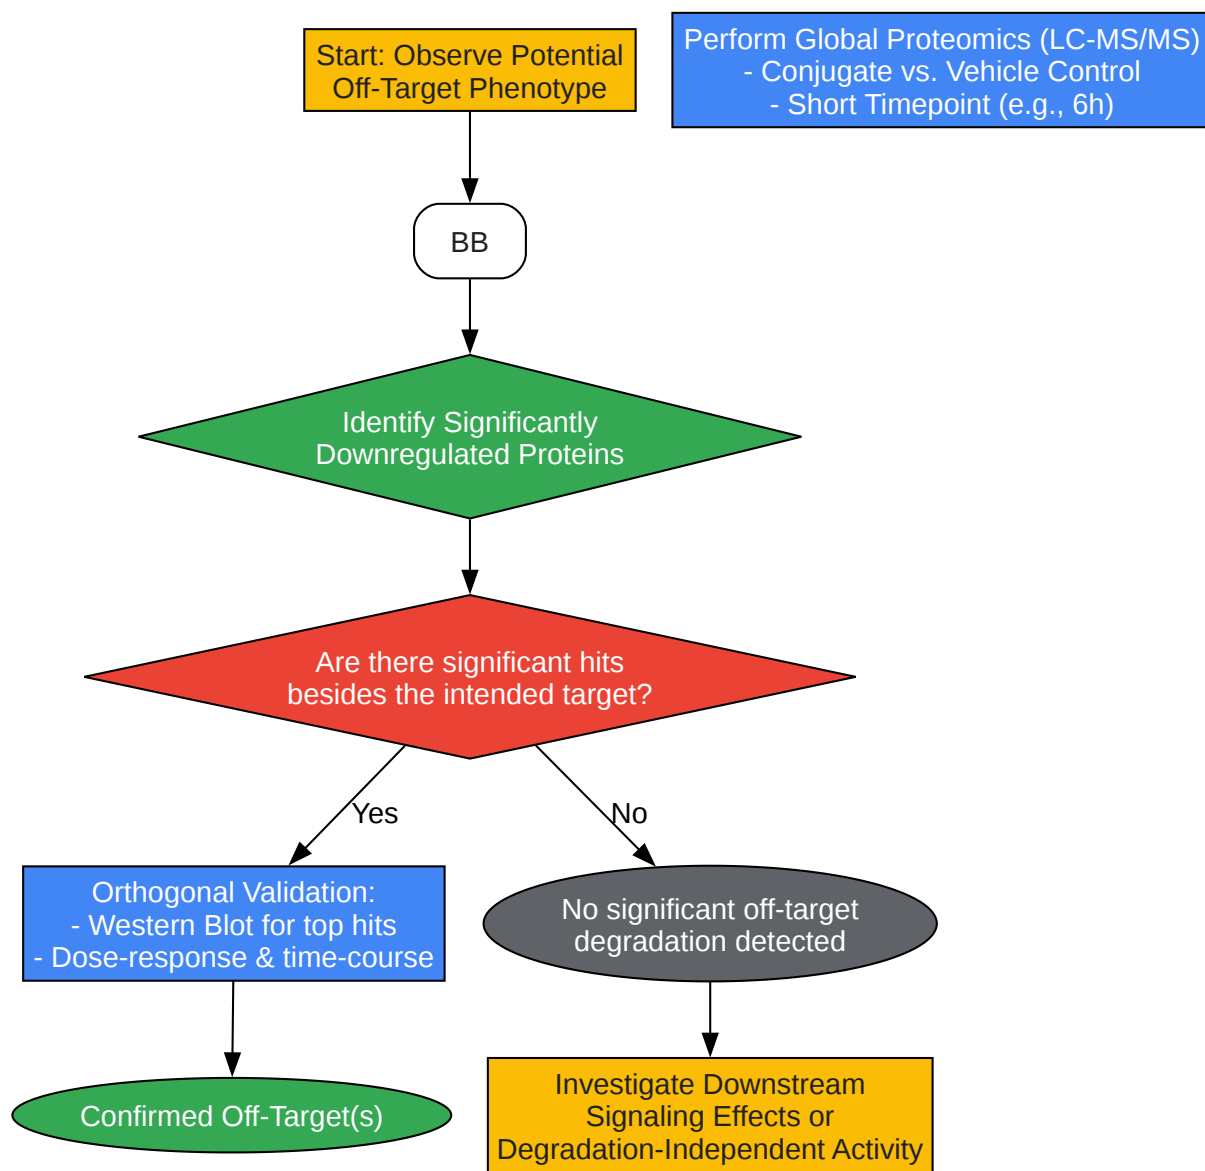 Start: Observe Potential
Off-Target Phenotype
Perform Global Proteomics (LC-MS/MS)
- Conjugate vs. Vehicle Control
- Short Timepoint (e.g., 6h)
BB
Identify Significantly
Downregulated Proteins
Are there significant hits
besides the intended target?
Yes
No
Orthogonal Validation:
- Western Blot for top hits
- Dose-response & time-course
No significant off-target
degradation detected
Confirmed Off-Target(s)
Investigate Downstream
Signaling Effects or
Degradation-Independent Activity